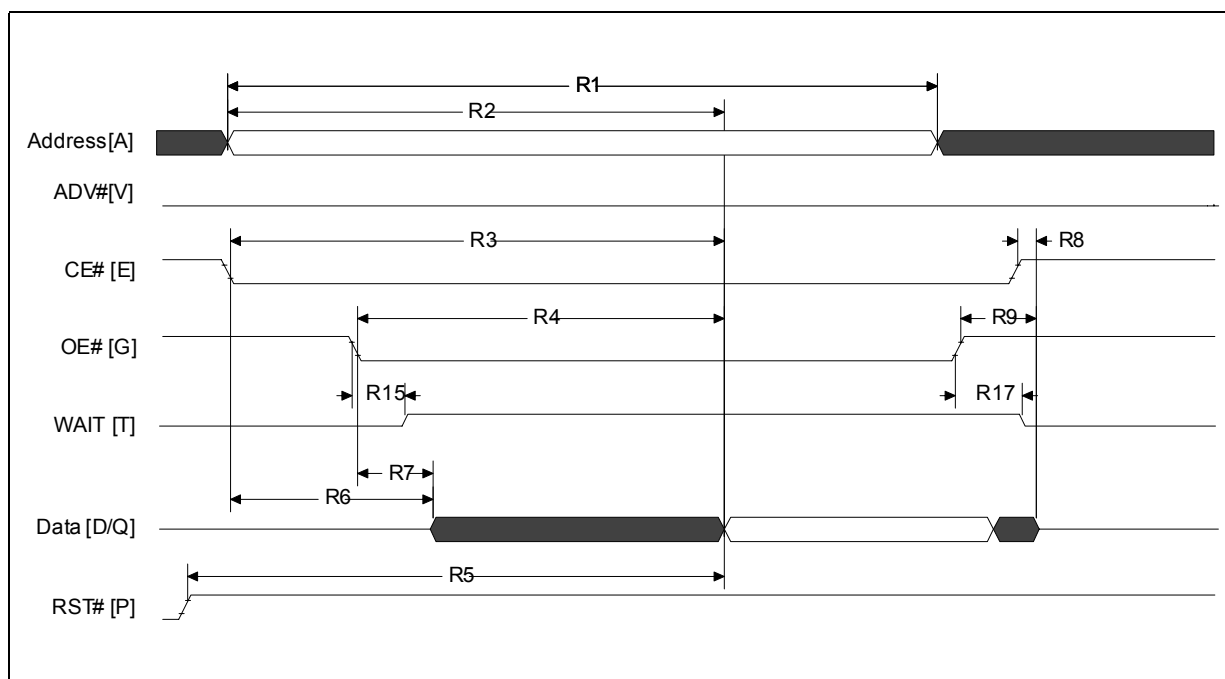 R1
R2
Address[A]
ADV#[V]
R3
R8
CE# [E]
R4
R9
OE# [G]
R15
R17
WAIT [T]
R7
R6
Data [D/Q]
R5
RST# [P]